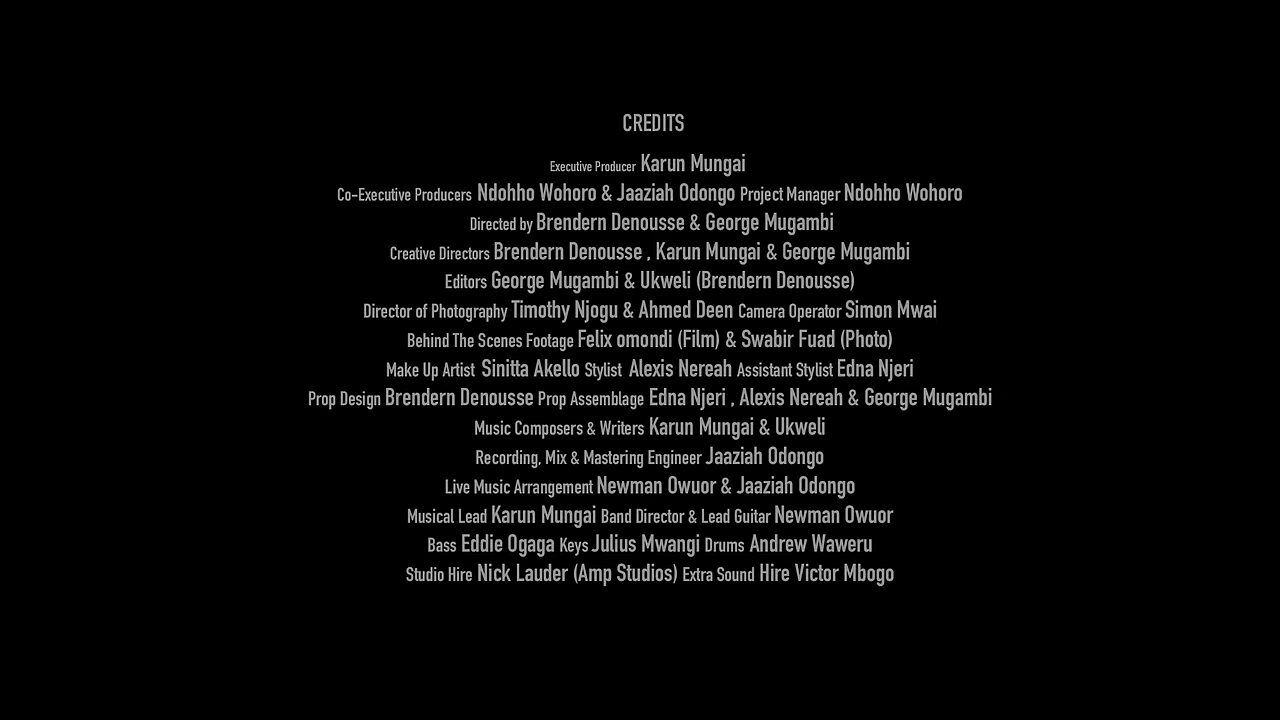 CREDITS
Executive Producer Karun Mungai
Co-Executive Producers Ndohho Wohoro & Jaaziah Odongo Project Manager Ndohho Wohoro
Directed by Brendern Denousse & George Mugambi
Creative Directors Brendern Denousse , Karun Mungai & George Mugambi
Editors George Mugambi & Ukweli (Brendern Denousse)
Director of Photography Timothy Njogu & Ahmed Deen Camera Operator Simon Mwai
Behind The Scenes Footage Felix omondi (Film) & Swabir Fuad (Photo)
Make Up Artist Sinitta Akello Stylist Alexis Nereah Assistant Stylist Edna Njeri
Prop Design Brendern Denousse Prop Assemblage Edna Njeri , Alexis Nereah & George Mugambi
Music Composers & Writers Karun Mungai & Ukweli
Recording, Mix & Mastering Engineer Jaaziah Odongo
Live Music Arrangement Newman Owuor & Jaaziah Odongo
Musical Lead Karun Mungai Band Director & Lead Guitar Newman Owuor
Bass Eddie Ogaga Keys Julius Mwangi Drums Andrew Waweru
Studio Hire Nick Lauder (Amp Studios) Extra Sound Hire Victor Mbogo